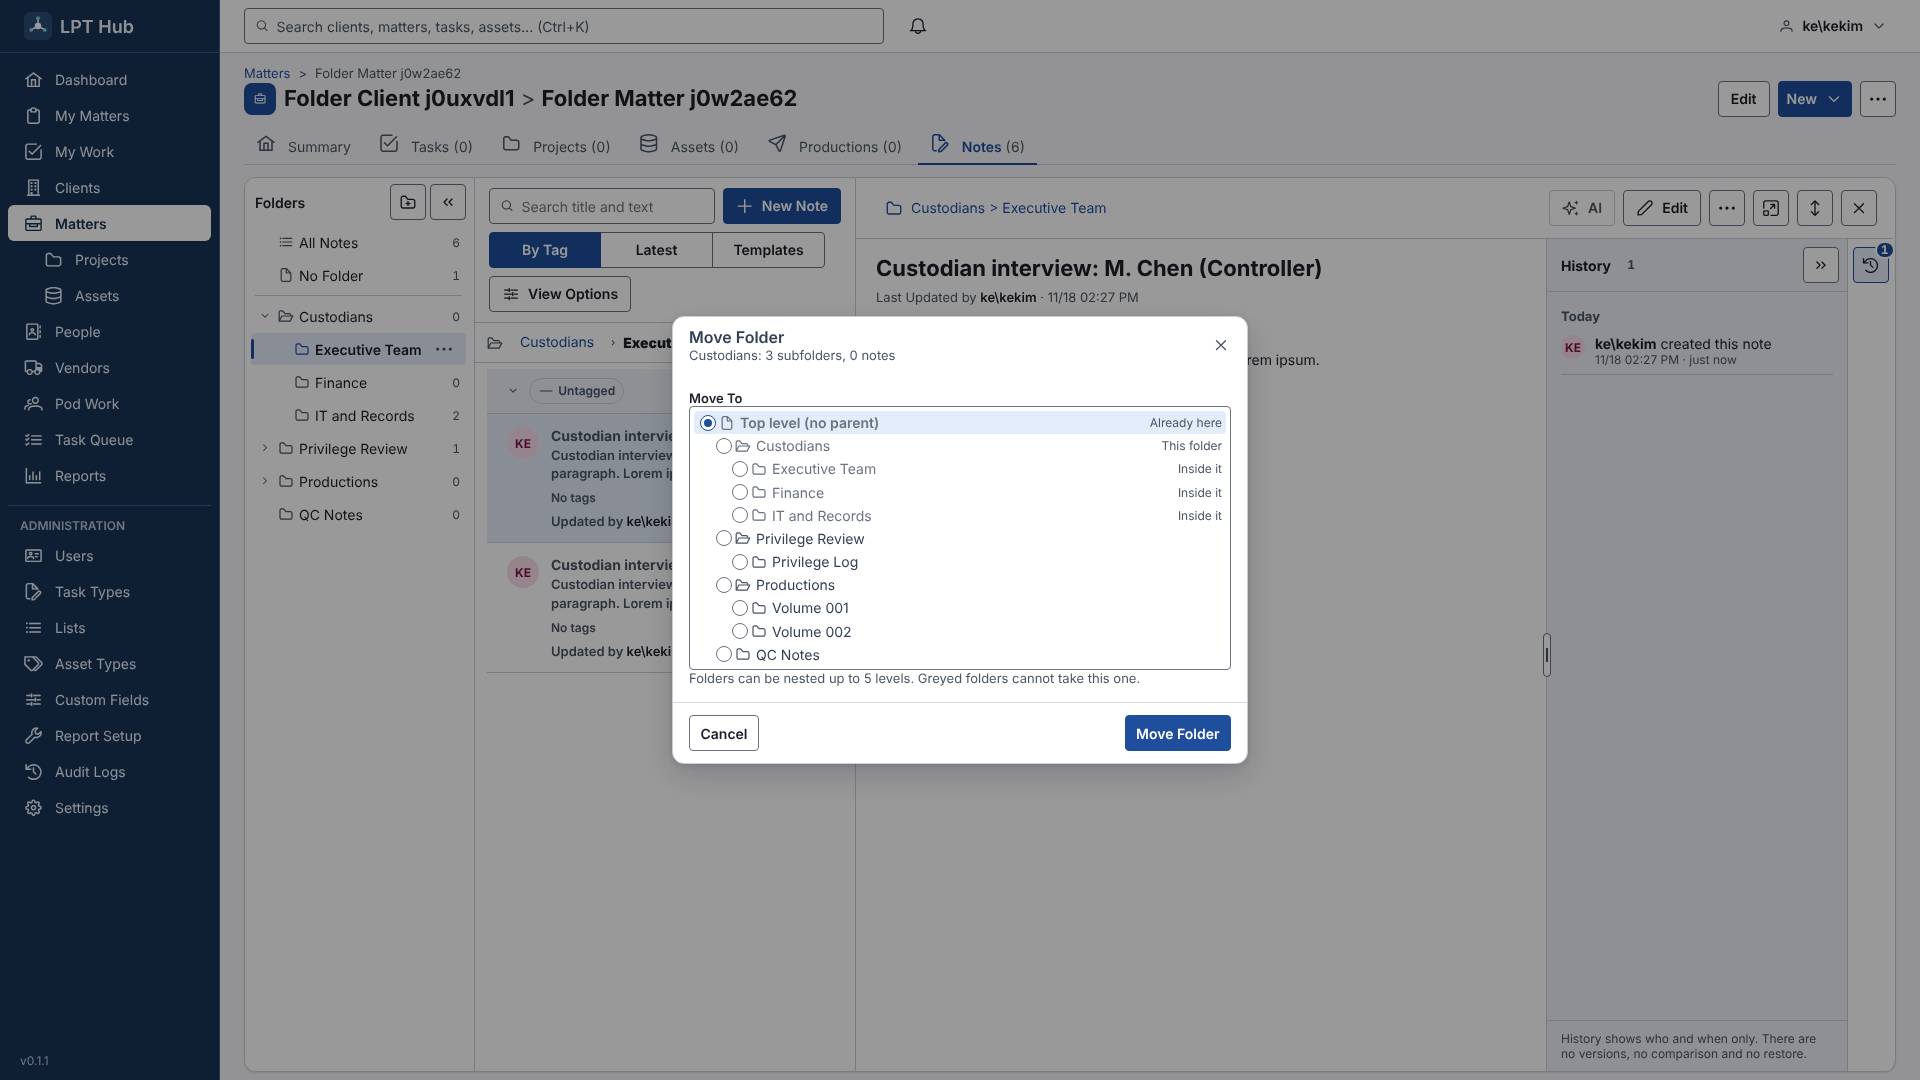 LPT Hub
Search clients, matters, tasks, assets... (Ctrl+K)
ke\kekim
Dashboard
My Matters
My Work
Clients
Matters
Projects
Assets
People
Vendors
Pod Work
Task Queue
Reports
ADMINISTRATION
Users
Task Types
Lists
Asset Types
Custom Fields
Report Setup
Audit Logs
Settings
v0.1.1
Matters > Folder Matter j0w2ae62
Folder Client j0uxvdl1 > Folder Matter j0w2ae62
Edit
New
Summary
Tasks (0)
Projects (0)
Assets (0)
Productions (0)
Notes (6)
Folders
All Notes 6
No Folder 1
Custodians 0
Executive Team
Finance 0
IT and Records 2
Privilege Review 1
Productions 0
QC Notes 0
Search title and text
New Note
By Tag
Latest
Templates
View Options
Custodians › Execut
— Untagged
KE
Custodian intervie
Custodian interview
paragraph. Lorem i
No tags
Updated by ke\keki
KE
Custodian intervie
Custodian interview
paragraph. Lorem i
No tags
Updated by ke\keki
Custodians > Executive Team
AI
Edit
Custodian interview: M. Chen (Controller)
Last Updated by ke\kekim · 11/18 02:27 PM
rem ipsum.
History 1
1
Today
KE
ke\kekim created this note
11/18 02:27 PM · just now
History shows who and when only. There are
no versions, no comparison and no restore.
Move Folder
Custodians: 3 subfolders, 0 notes
Move To
Top level (no parent) Already here
Custodians This folder
Executive Team Inside it
Finance Inside it
IT and Records Inside it
Privilege Review
Privilege Log
Productions
Volume 001
Volume 002
QC Notes
Folders can be nested up to 5 levels. Greyed folders cannot take this one.
Cancel
Move Folder